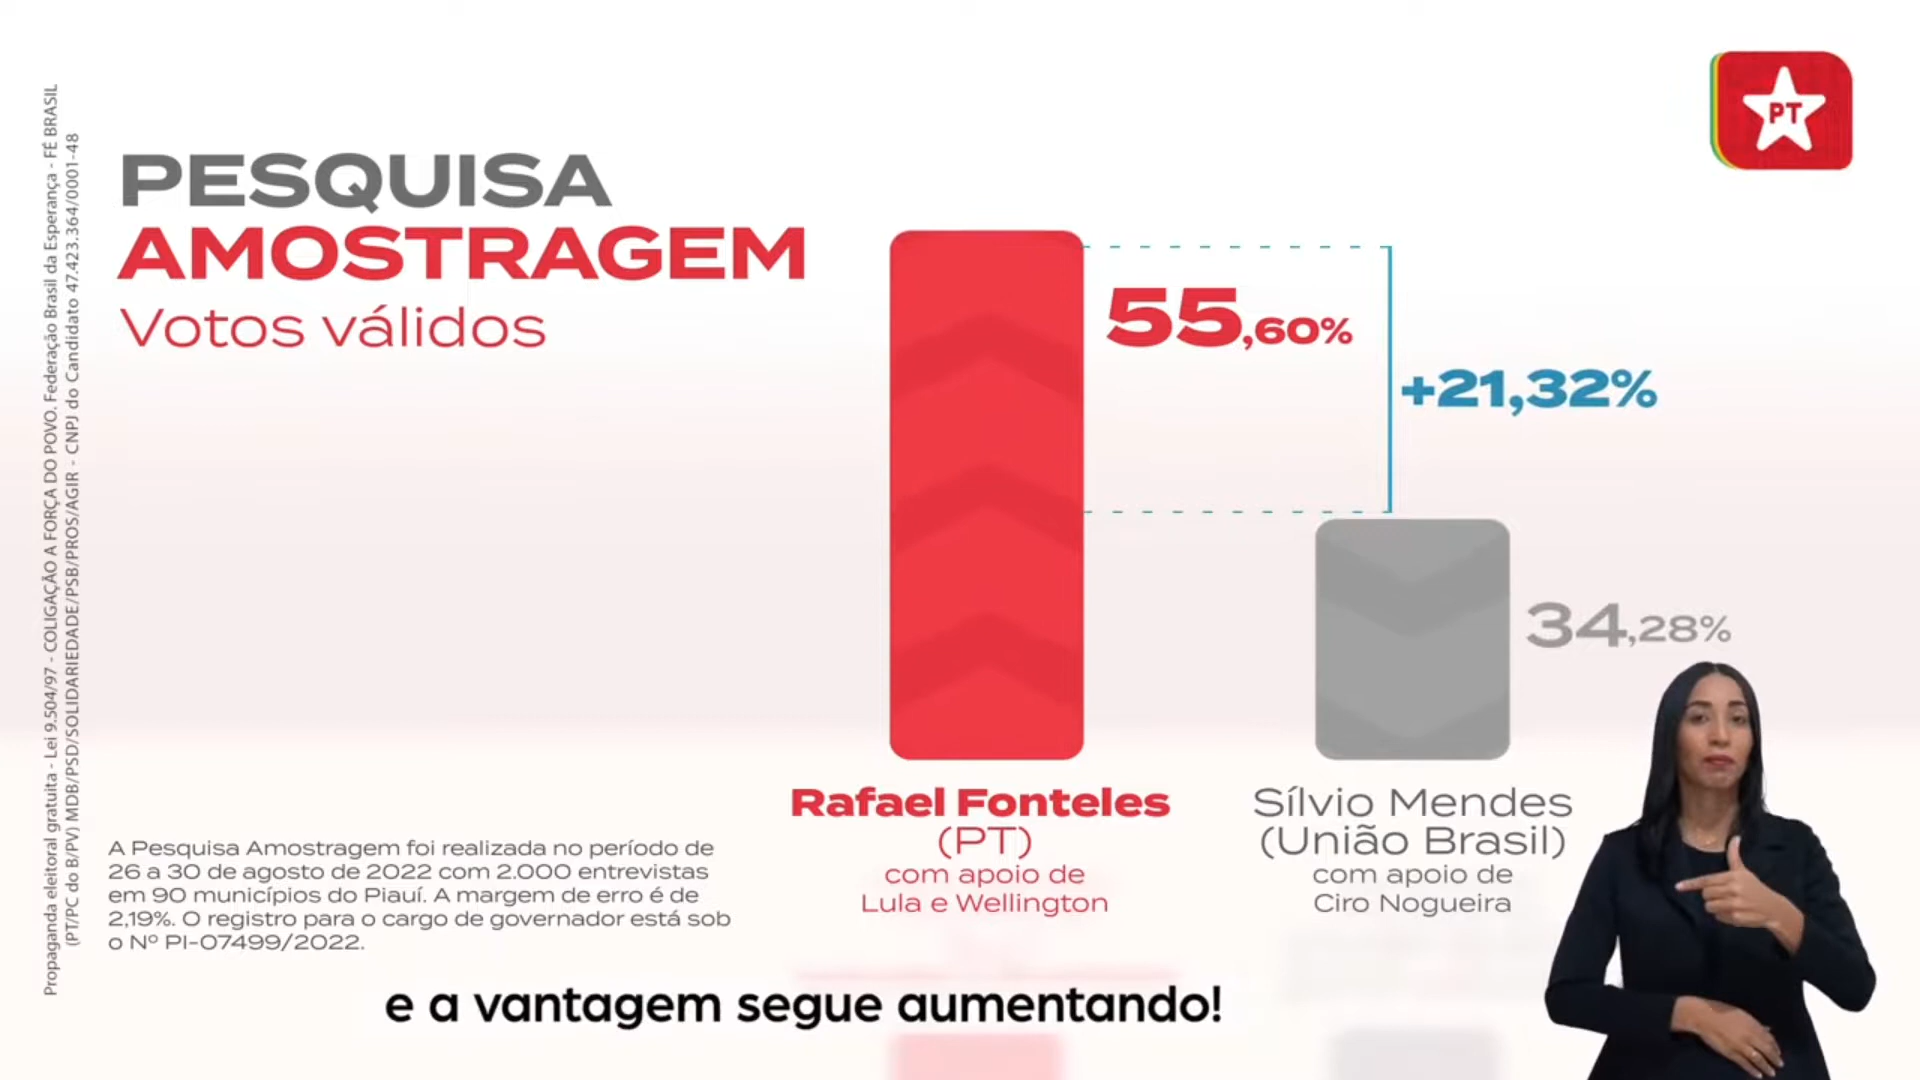 Propaganda eleitoral gratuita - Lei 9.504/97 - COLIGAÇÃO A FORÇA DO POVO. Federação Brasil da Esperança - FÉ BRASIL
(PT/PC do B/PV) MDB/PSD/SOLIDARIEDADE/PSB/PROS/AGIR - CNPJ do Candidato 47.423.364/0001-48
PT
PESQUISA
AMOSTRAGEM
Votos válidos
55,60%
+21,32%
34,28%
Rafael Fonteles
(PT)
com apoio de
Lula e Wellington
Sílvio Mendes
(União Brasil)
com apoio de
Ciro Nogueira
A Pesquisa Amostragem foi realizada no período de
26 a 30 de agosto de 2022 com 2.000 entrevistas
em 90 municípios do Piauí. A margem de erro é de
2,19%. O registro para o cargo de governador está sob
o Nº PI-07499/2022.
e a vantagem segue aumentando!